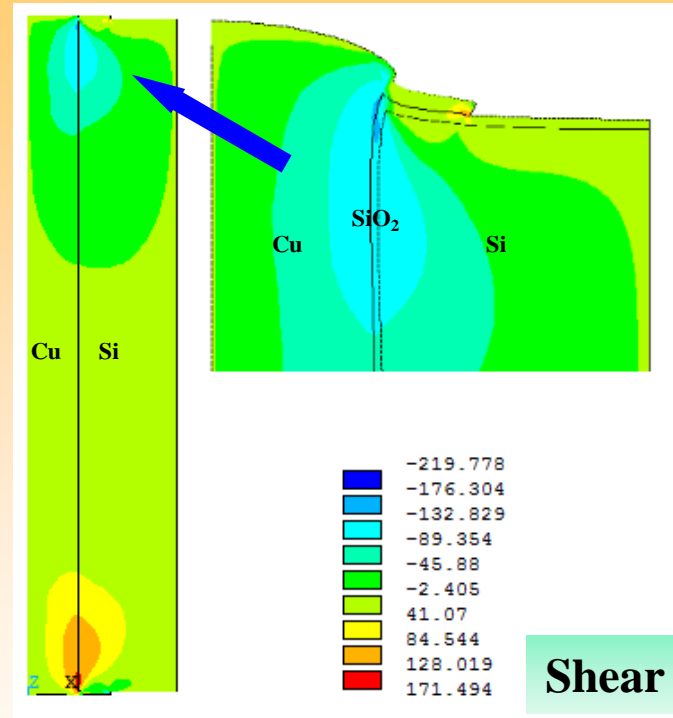 SiO₂
Cu
Si
Cu
Si
-219.778
-176.304
-132.829
-89.354
-45.88
-2.405
41.07
84.544
128.019
171.494
Z
X
Shear